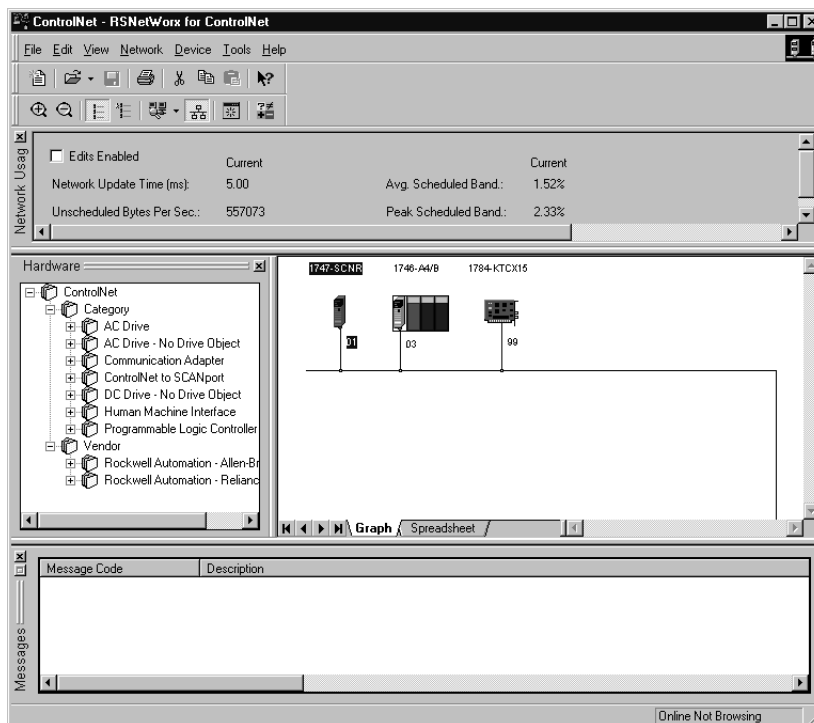 ControlNet - RSNetWorx for ControlNet
File Edit View Network Device Tools Help
Network Usag
Edits Enabled
Current
Current
Network Update Time (ms): 5.00 Avg. Scheduled Band.: 1.52%
Unscheduled Bytes Per Sec.: 557073 Peak Scheduled Band.: 2.33%
Hardware
ControlNet
Category
AC Drive
AC Drive - No Drive Object
Communication Adapter
ControlNet to SCANport
DC Drive - No Drive Object
Human Machine Interface
Programmable Logic Controller
Vendor
Rockwell Automation - Allen-Br
Rockwell Automation - Relianc
1747-SCNR 1746-A4/B 1784-KTCX15
01 03 99
Graph Spreadsheet
Messages
Message Code Description
Online Not Browsing